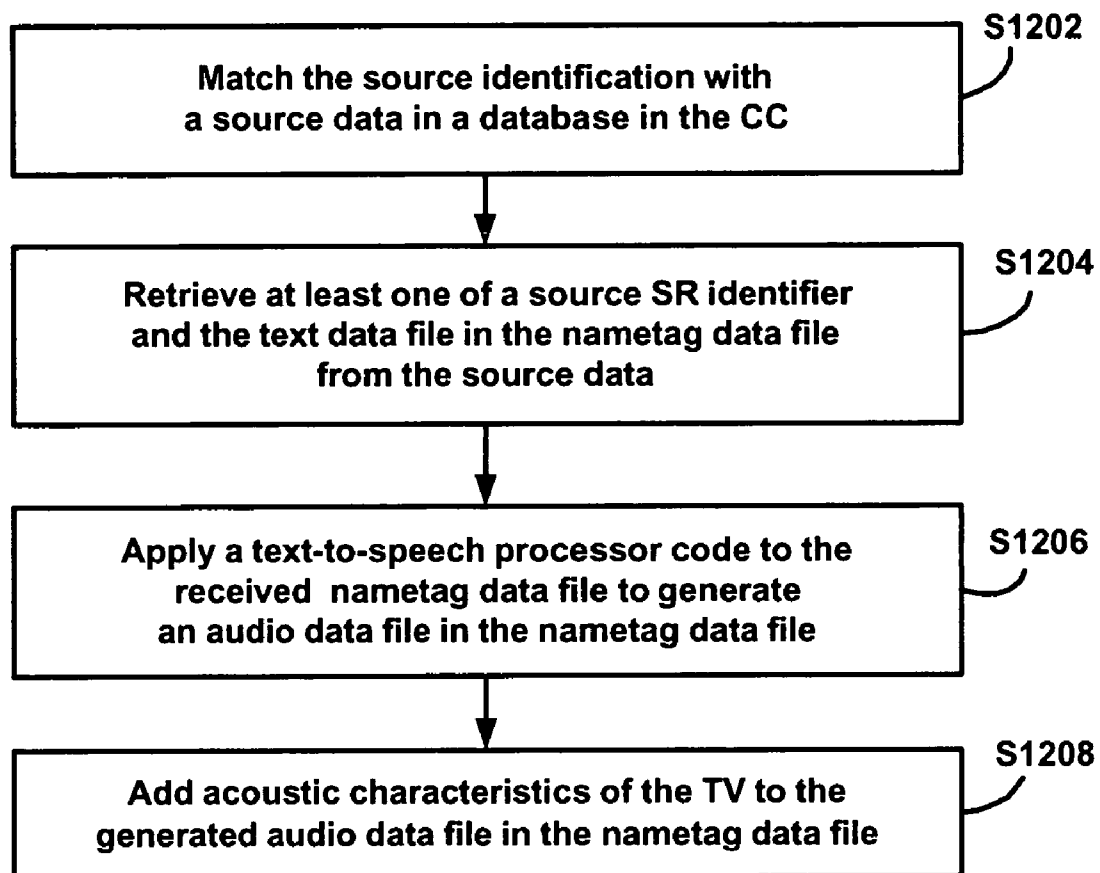 S1202
Match the source identification with
a source data in a database in the CC
S1204
Retrieve at least one of a source SR identifier
and the text data file in the nametag data file
from the source data
S1206
Apply a text-to-speech processor code to the
received nametag data file to generate
an audio data file in the nametag data file
S1208
Add acoustic characteristics of the TV to the
generated audio data file in the nametag data file